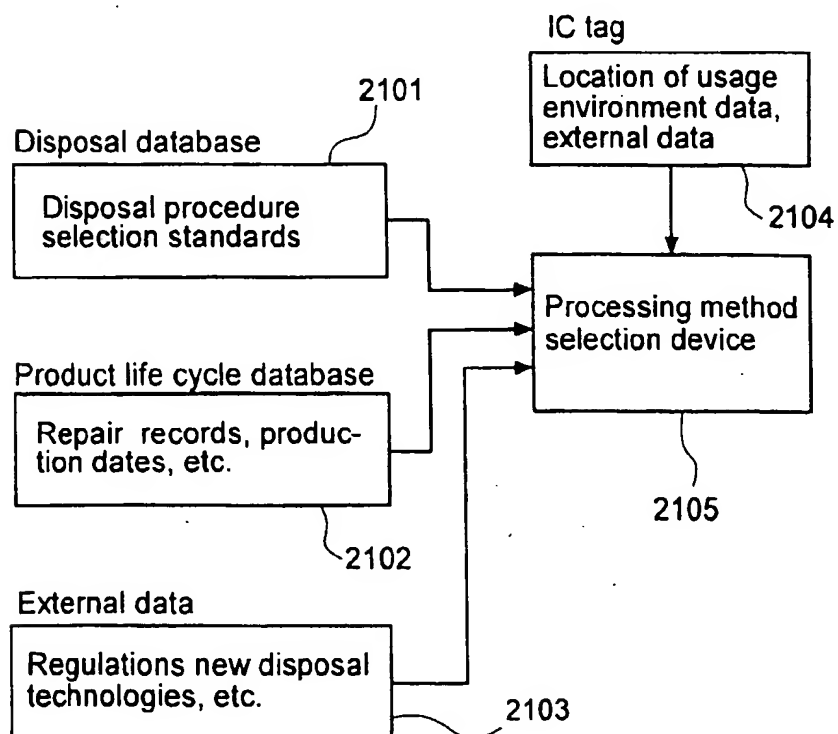 IC tag
Location of usage
environment data,
external data
2104
2101
Disposal database
Disposal procedure
selection standards
Processing method
selection device
2105
Product life cycle database
Repair records, produc-
tion dates, etc.
2102
External data
Regulations new disposal
technologies, etc.
2103